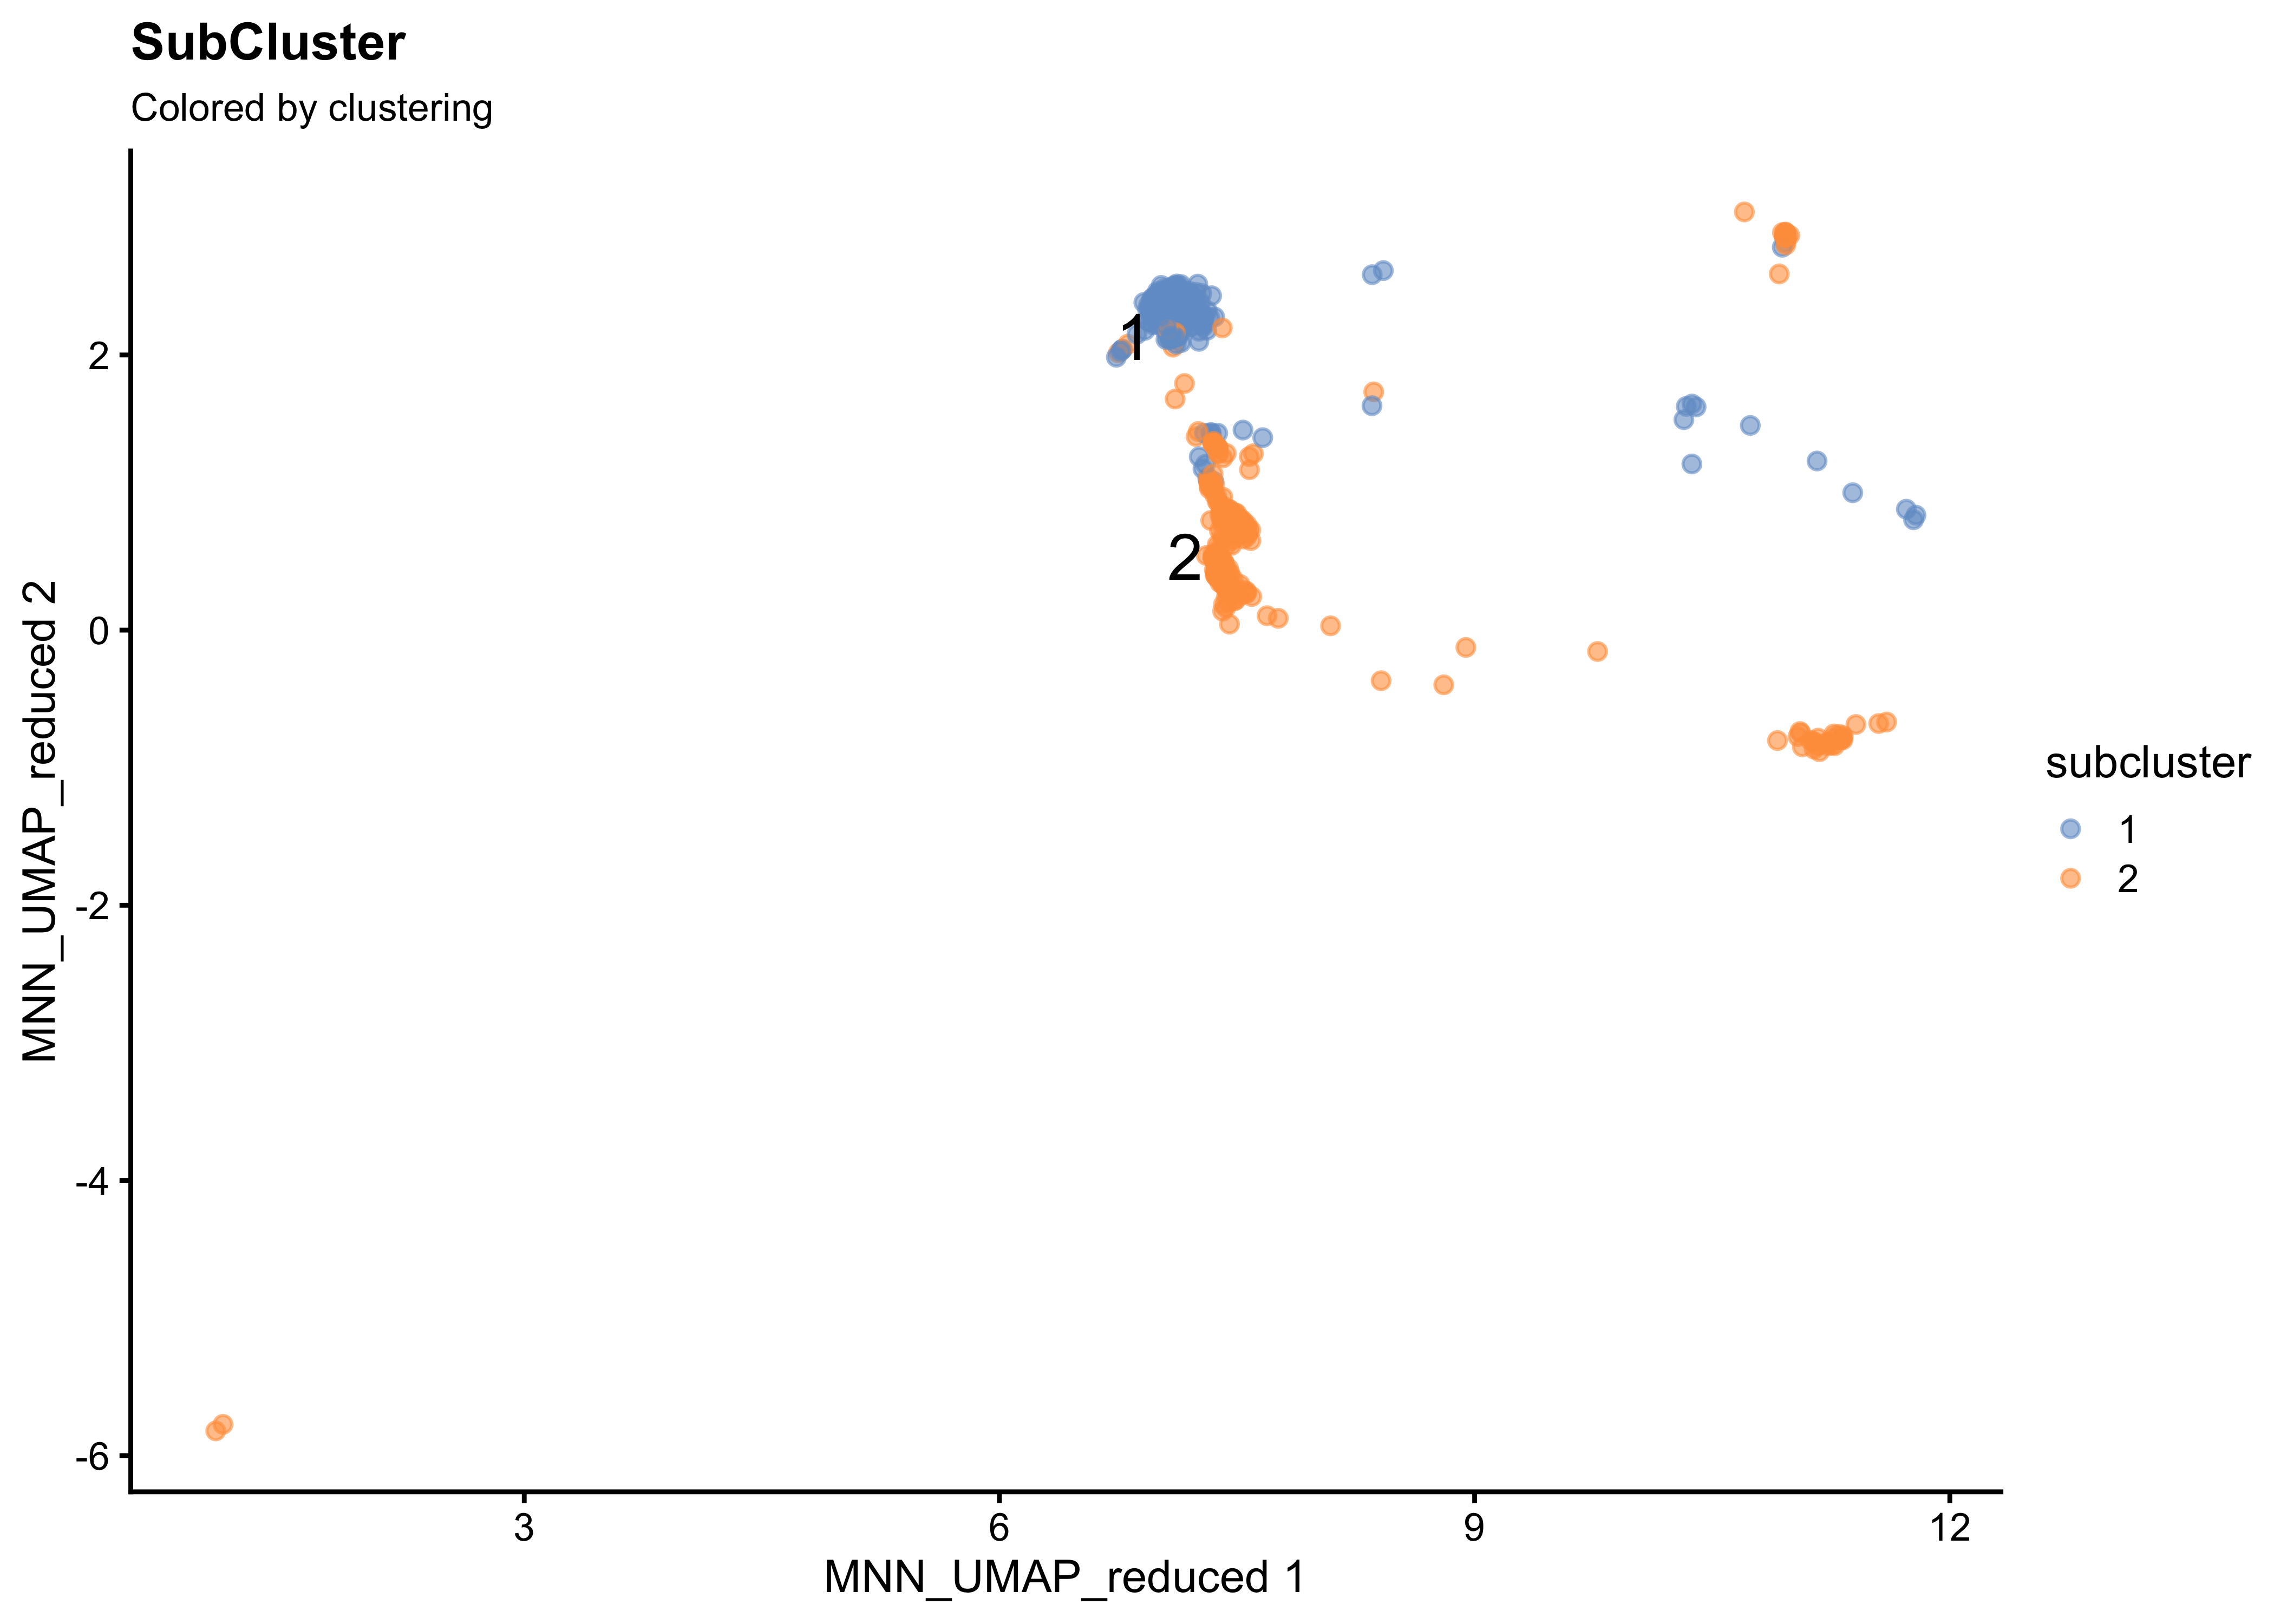 SubCluster
Colored by clustering
MNN_UMAP_reduced 2
2
0
-2
-4
-6
1
2
3
6
9
12
MNN_UMAP_reduced 1
subcluster
1
2